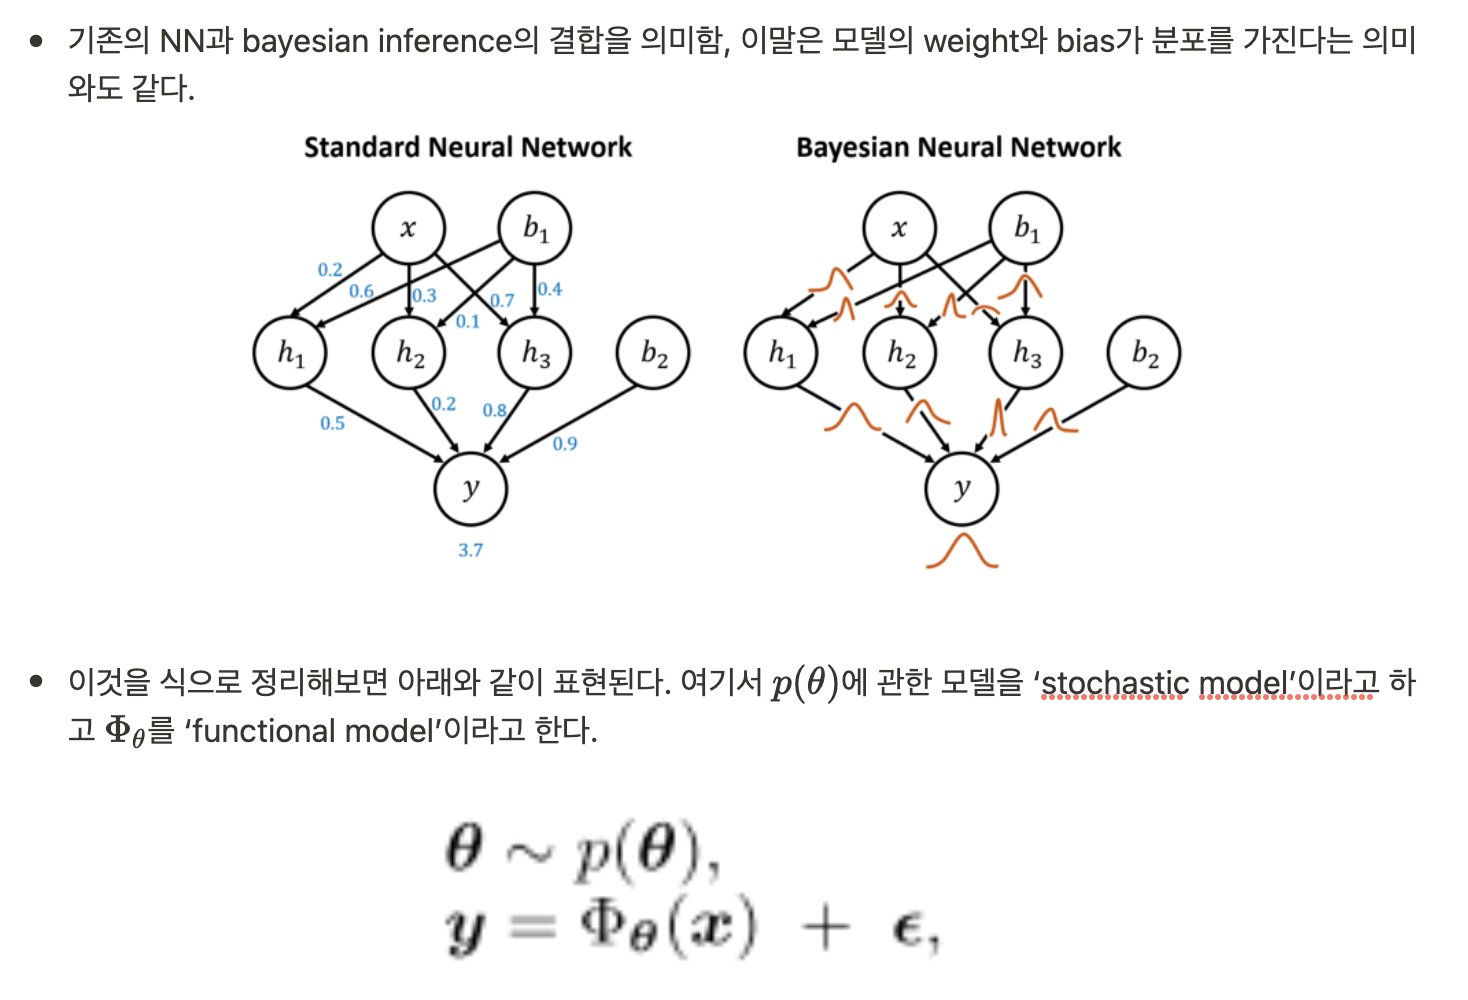 • 기존의 NN과 bayesian inference의 결합을 의미함, 이말은 모델의 weight와 bias가 분포를 가진다는 의미
와도 같다.
Standard Neural Network
Bayesian Neural Network
x
b₁
0.2
0.6
0.3
0.7
0.4
0.1
h₁
h₂
h₃
b₂
0.5
0.2
0.8
0.9
y
3.7
x
b₁
h₁
h₂
h₃
b₂
y
• 이것을 식으로 정리해보면 아래와 같이 표현된다. 여기서 p(θ)에 관한 모델을 ‘stochastic model’이라고 하
고 Φ_θ를 ‘functional model’이라고 한다.
θ ~ p(θ),
y = Φ_θ(x) + ϵ,